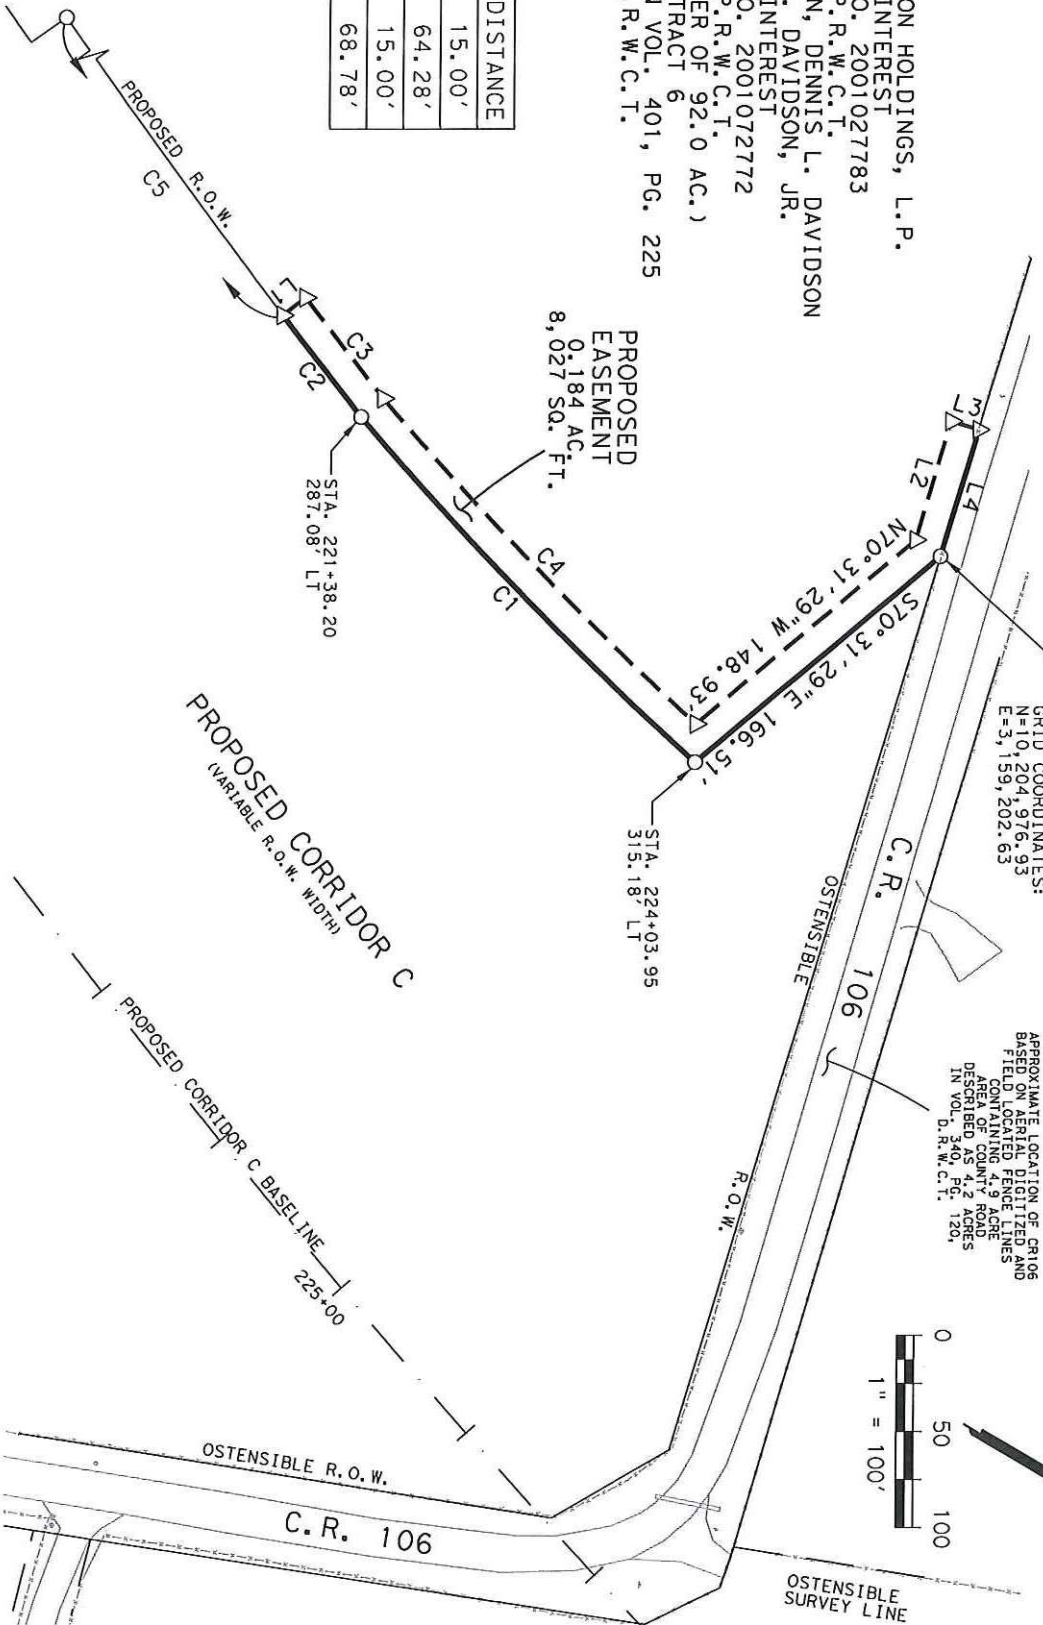 ON HOLDINGS, L.P.
INTEREST
O. 2001027783
P.R.W.C.T.
N, DENNIS L. DAVIDSON
. DAVIDSON, JR.
INTEREST
O. 2001072772
P.R.W.C.T.
ER OF 92.0 AC.)
TRACT 6
N VOL. 401, PG. 225
.R.W.C.T.
DISTANCE
15.00'
64.28'
15.00'
68.78'
PROPOSED R.O.W.
C5
L1
C3
C2
PROPOSED
EASEMENT
0.184 AC.
8,027 SQ. FT.
STA. 221+38.20
287.08' LT
C4
C1
L3
L2
L4
N70°31'29"W 148.93'
S70°31'29"E 166.51'
STA. 224+03.95
315.18' LT
GRID COORDINATES:
N=10,204,976.93
E=3,159,202.63
C.R. 106
OSTENSIBLE R.O.W.
APPROXIMATE LOCATION OF CR106
BASED ON AERIAL DIGITIZED AND
FIELD LOCATED FENCE LINES
CONTAINING 4.9 ACRE
AREA OF COUNTY ROAD
DESCRIBED AS 4.2 ACRES
IN VOL. 340, PG. 120,
D.R.W.C.T.
0 50 100
1" = 100'
PROPOSED CORRIDOR C
(VARIABLE R.O.W. WIDTH)
PROPOSED CORRIDOR C BASELINE
225+00
OSTENSIBLE R.O.W.
C.R. 106
OSTENSIBLE
SURVEY LINE